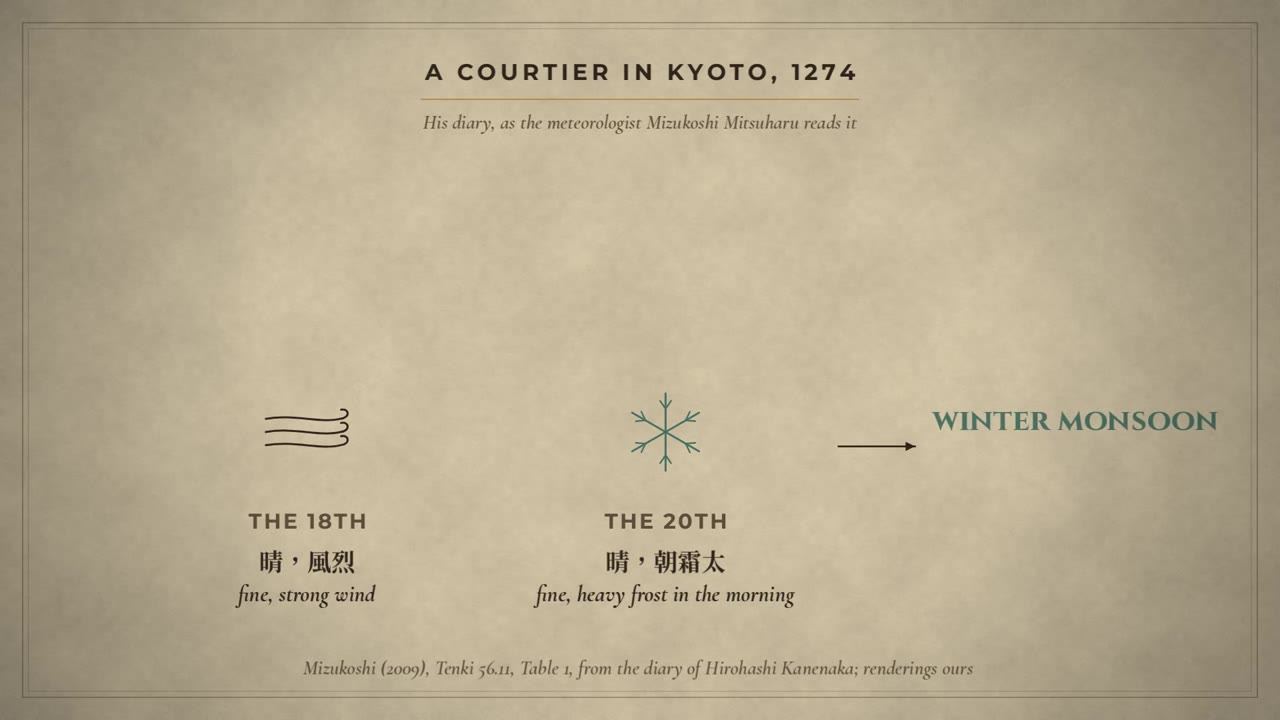 A COURTIER IN KYOTO, 1274
His diary, as the meteorologist Mizukoshi Mitsuharu reads it
WINTER MONSOON
THE 18TH
晴，風烈
fine, strong wind
THE 20TH
晴，朝霜太
fine, heavy frost in the morning
Mizukoshi (2009), Tenki 56.11, Table 1, from the diary of Hirohashi Kanenaka; renderings ours